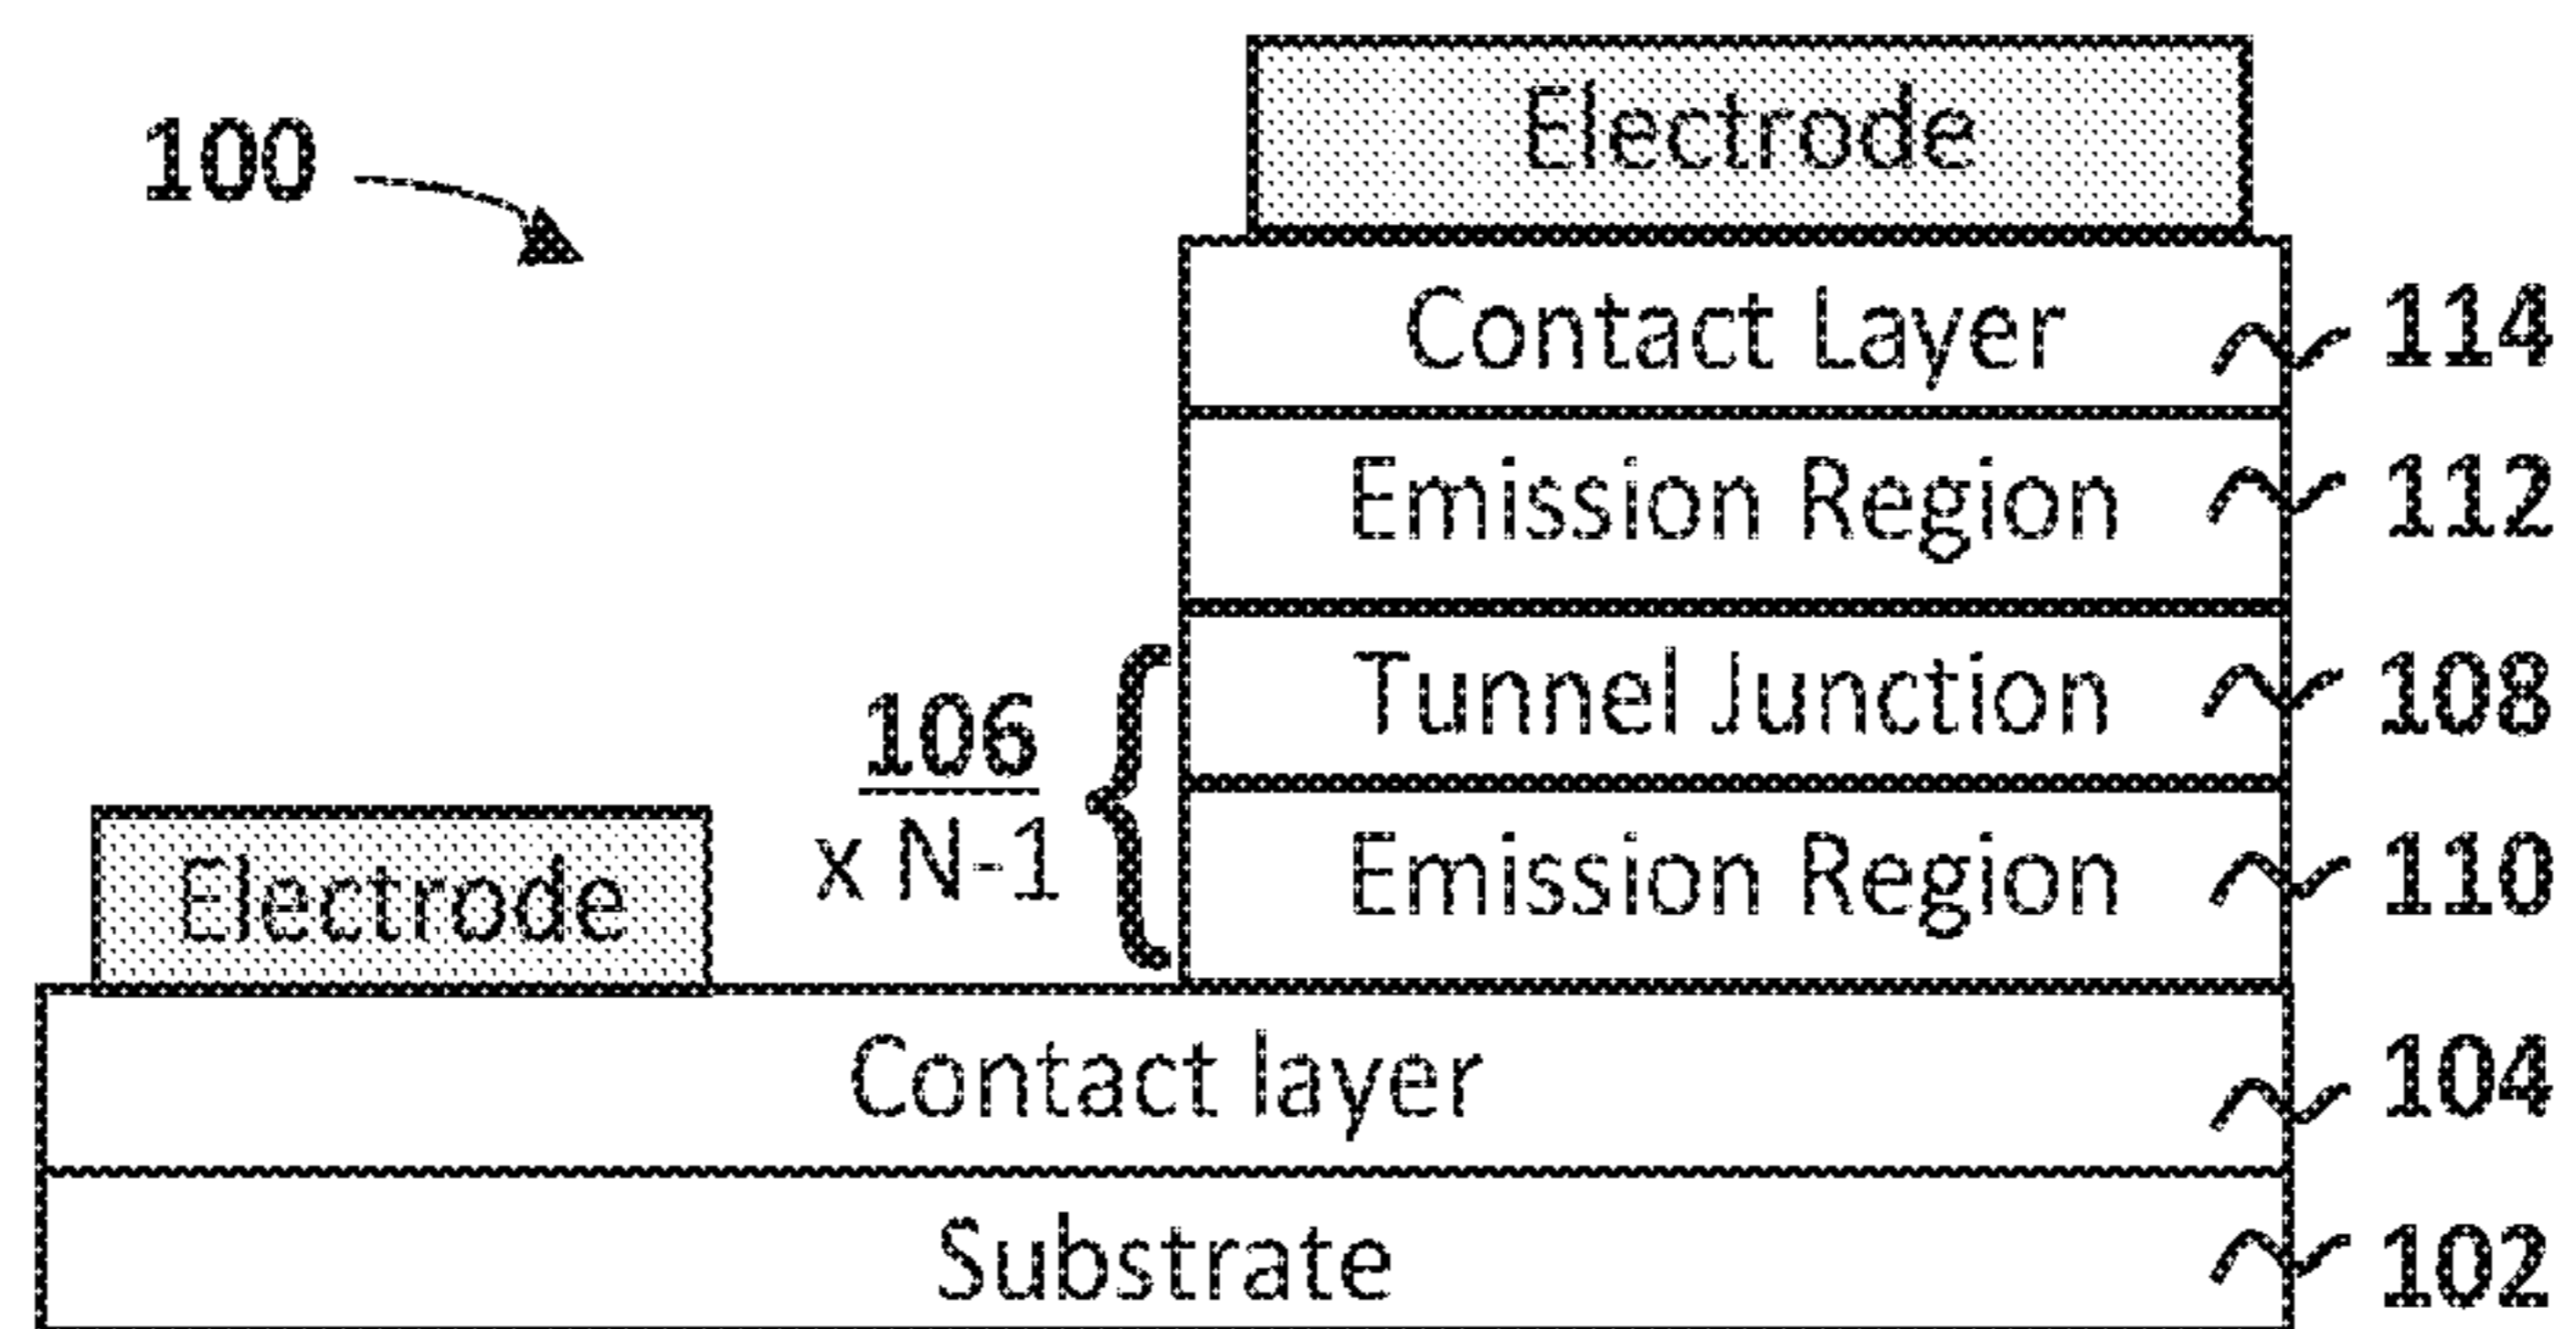 100
Electrode
Contact Layer 114
Emission Region 112
Tunnel Junction 108
106
x N-1
Emission Region 110
Electrode
Contact layer 104
Substrate 102